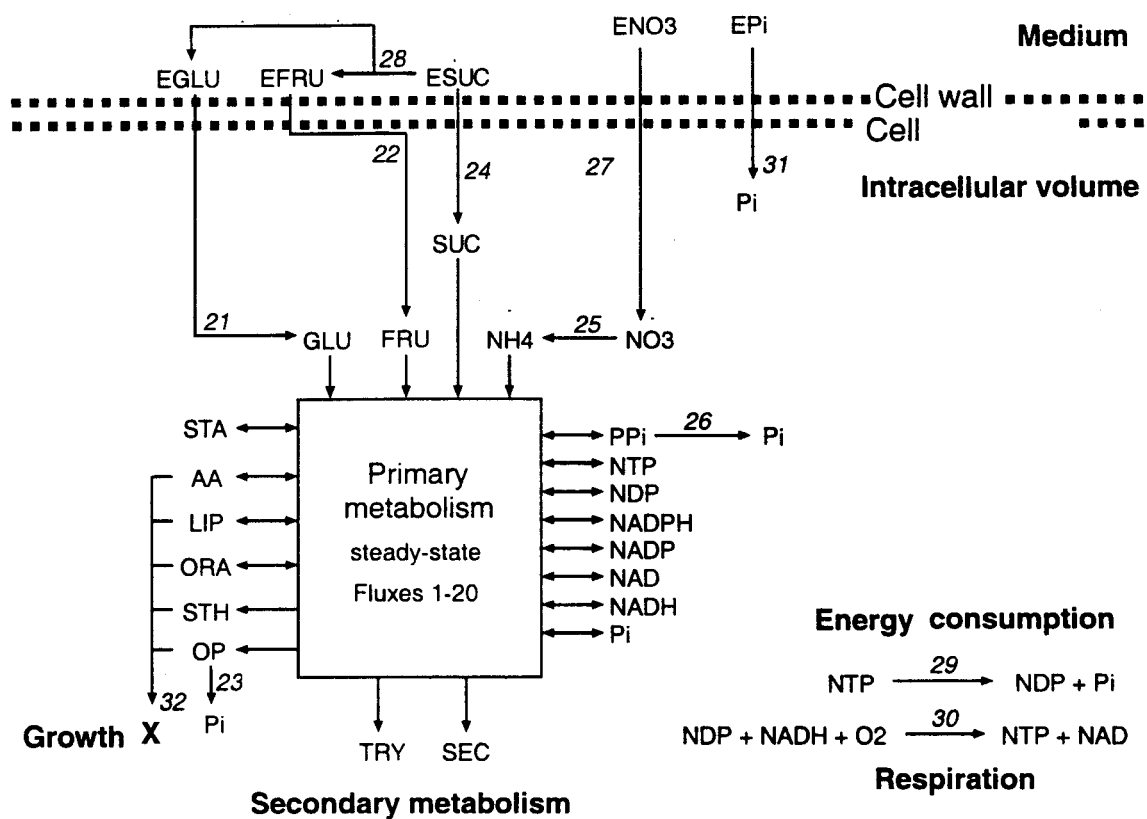 ENO3 EPi
Medium
28
EGLU EFRU ESUC
Cell wall
Cell
22 24 27 31
Intracellular volume
Pi
SUC
21 25
GLU FRU NH4 NO3
STA
26
PPi Pi
AA
Primary
metabolism
steady-state
Fluxes 1-20
NTP
NDP
LIP
NADPH
NADP
ORA
NAD
STH
NADH
OP
Pi
Energy consumption
29
NTP NDP + Pi
23
32
Growth X Pi
30
NDP + NADH + O2 NTP + NAD
TRY SEC
Respiration
Secondary metabolism